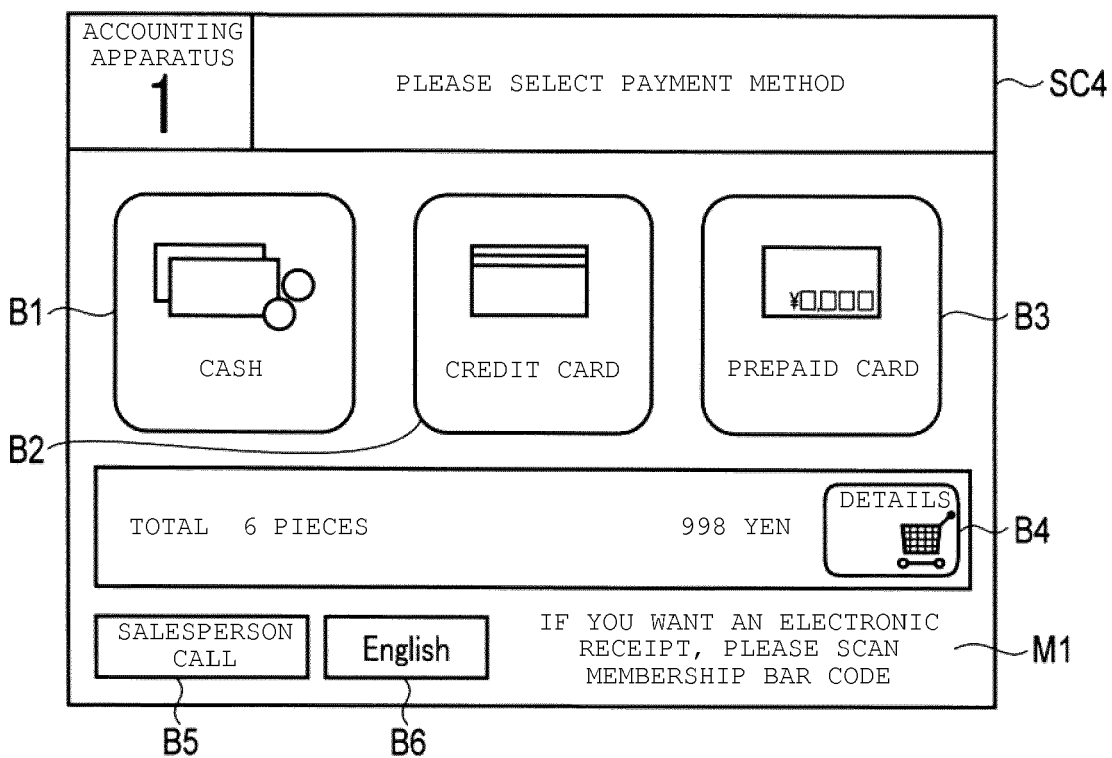 ACCOUNTING
APPARATUS
1
PLEASE SELECT PAYMENT METHOD
SC4
B1
CASH
CREDIT CARD
¥□,□□□
PREPAID CARD
B3
B2
TOTAL 6 PIECES
998 YEN
DETAILS
B4
SALESPERSON
CALL
English
IF YOU WANT AN ELECTRONIC
RECEIPT, PLEASE SCAN
MEMBERSHIP BAR CODE
M1
B5
B6